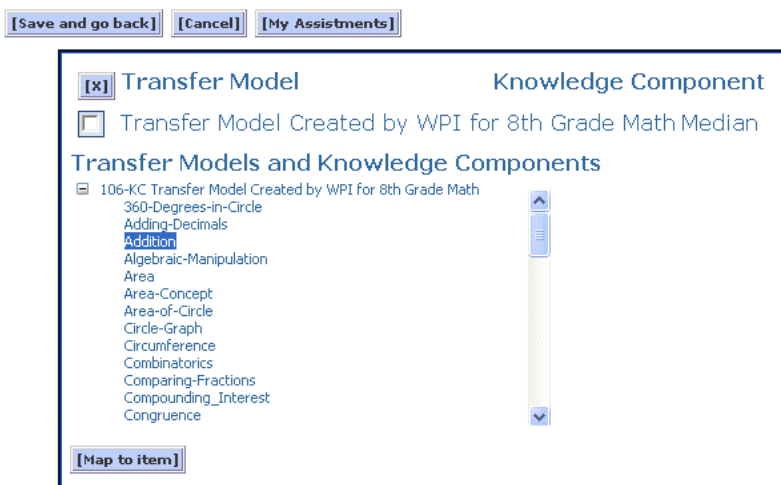 [Save and go back] [Cancel] [My Assistments]
[X] Transfer Model Knowledge Component
Transfer Model Created by WPI for 8th Grade Math Median
Transfer Models and Knowledge Components
106-KC Transfer Model Created by WPI for 8th Grade Math
360-Degrees-in-Circle
Adding-Decimals
Addition
Algebraic-Manipulation
Area
Area-Concept
Area-of-Circle
Circle-Graph
Circumference
Combinatorics
Comparing-Fractions
Compounding_Interest
Congruence
[Map to item]